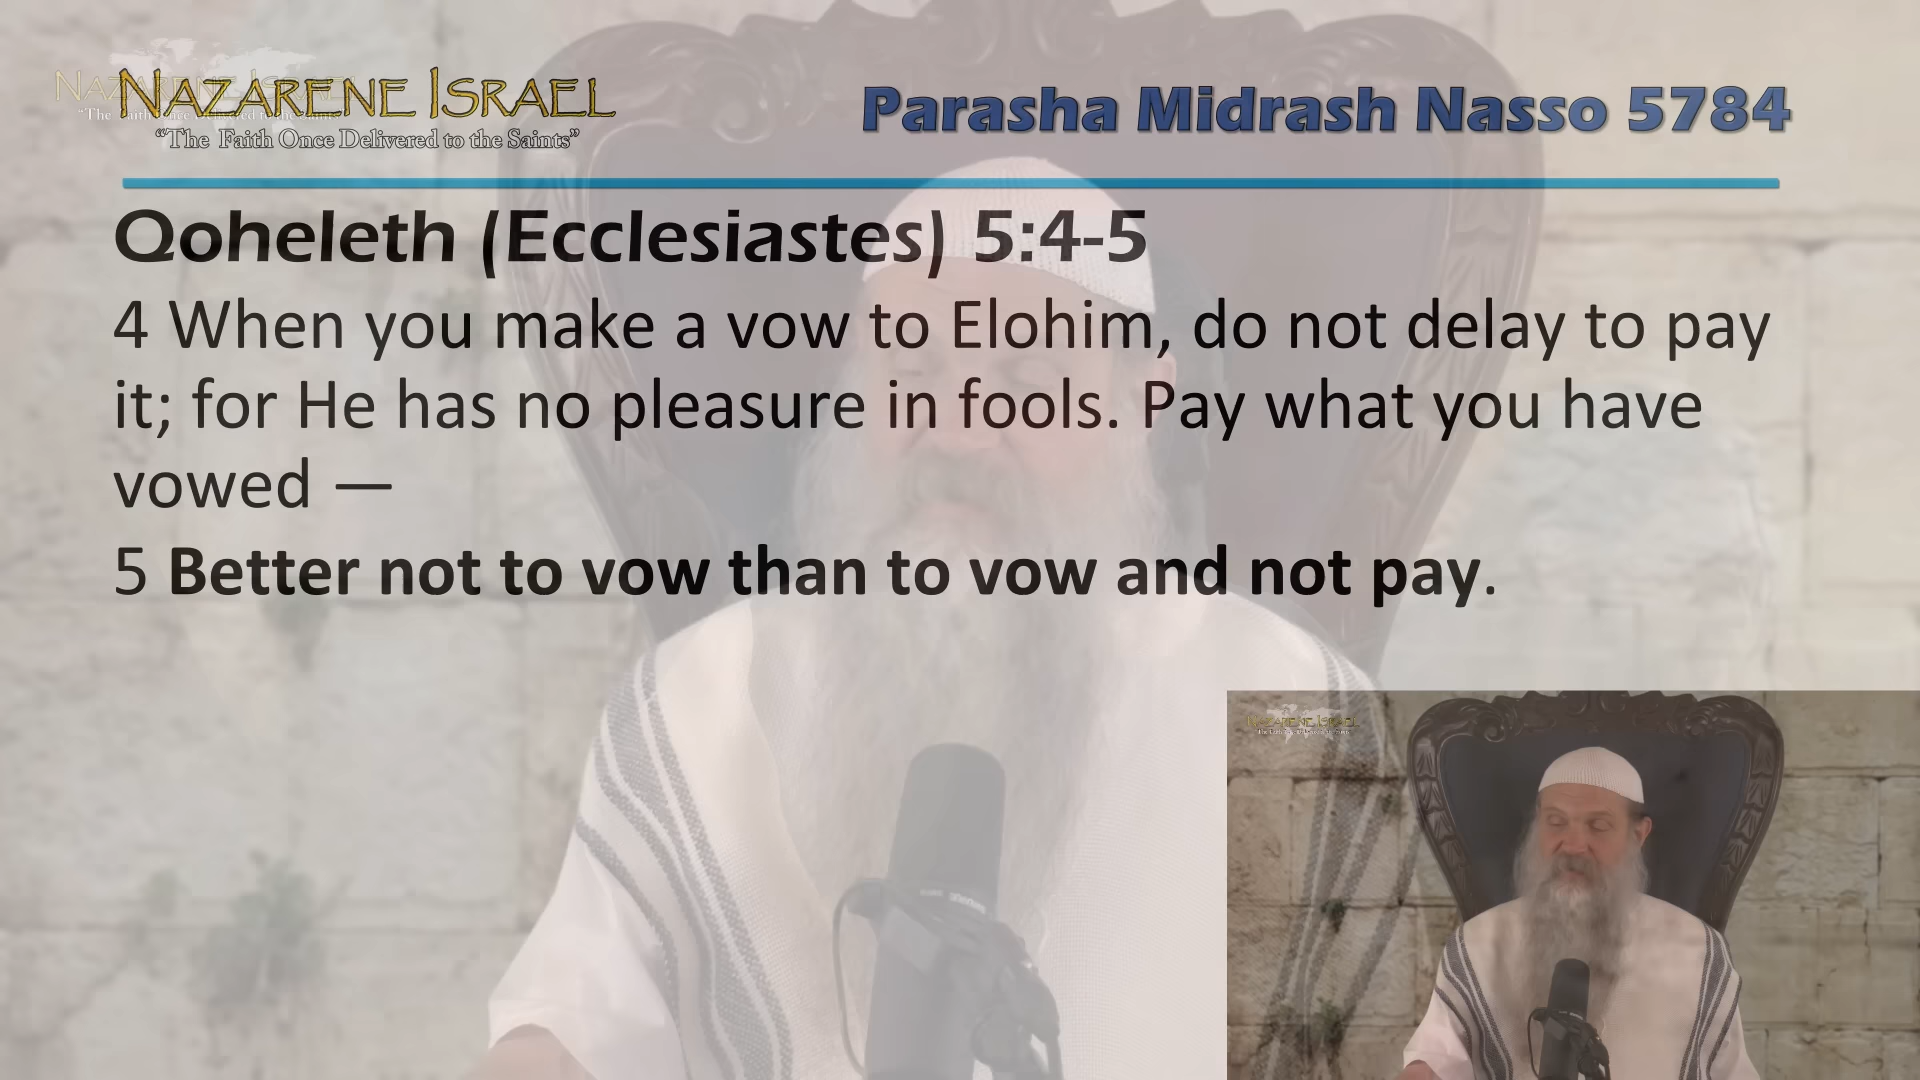 NAZARENE ISRAEL
"The Faith Once Delivered to the Saints"
Parasha Midrash Nasso 5784
Qoheleth (Ecclesiastes) 5:4-5
4 When you make a vow to Elohim, do not delay to pay
it; for He has no pleasure in fools. Pay what you have
vowed —
5 Better not to vow than to vow and not pay.
NAZARENE ISRAEL